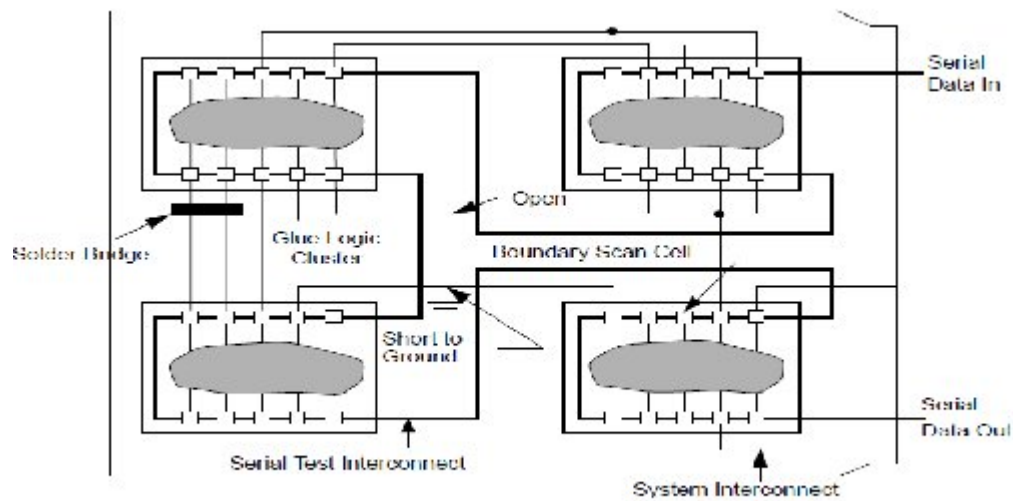 Serial
Data In
Open
Solder Bridge
Glue Logic
Cluster
Boundary Scan Cell
Short to
Ground
Serial
Data Out
Serial Test Interconnect
System Interconnect